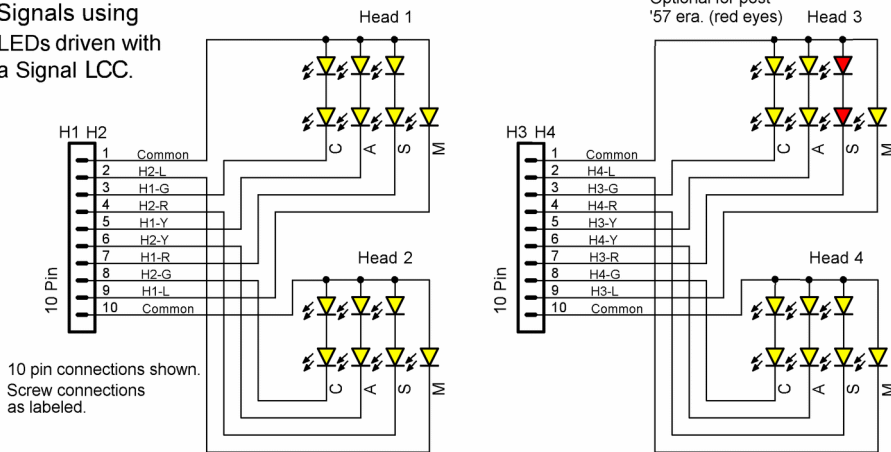 Signals using
LEDs driven with
a Signal LCC.
Head 1
H1 H2
1 Common
2 H2-L
3 H1-G
4 H2-R
5 H1-Y
6 H2-Y
7 H1-R
8 H2-G
9 H1-L
10 Common
10 Pin
C A S M
Head 2
C A S M
10 pin connections shown.
Screw connections
as labeled.
Optional for post
'57 era. (red eyes)
Head 3
H3 H4
1 Common
2 H4-L
3 H3-G
4 H4-R
5 H3-Y
6 H4-Y
7 H3-R
8 H4-G
9 H3-L
10 Common
10 Pin
C A S M
Head 4
C A S M